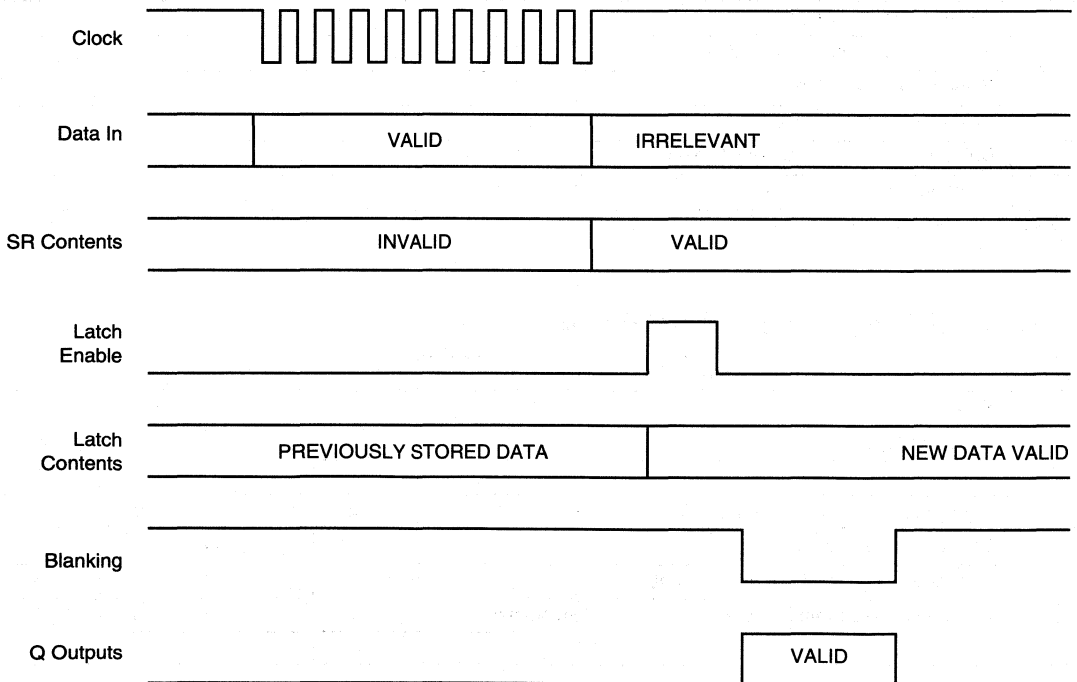 Clock
Data In
VALID
IRRELEVANT
SR Contents
INVALID
VALID
Latch
Enable
Latch
Contents
PREVIOUSLY STORED DATA
NEW DATA VALID
Blanking
Q Outputs
VALID